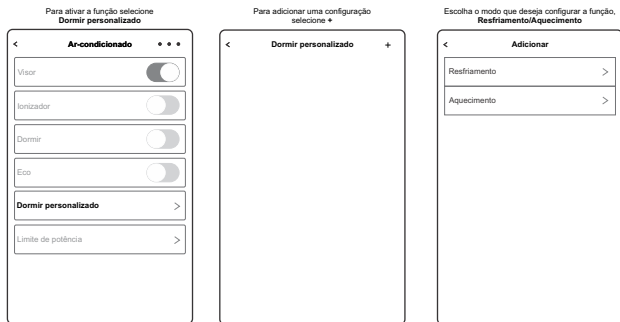 Para ativar a função selecione
Dormir personalizado
< Ar-condicionado •••
Visor
Ionizador
Dormir
Eco
Dormir personalizado >
Limite de potência >
Para adicionar uma configuração
selecione +
< Dormir personalizado +
Escolha o modo que deseja configurar a função,
Resfriamento/Aquecimento
< Adicionar
Resfriamento >
Aquecimento >